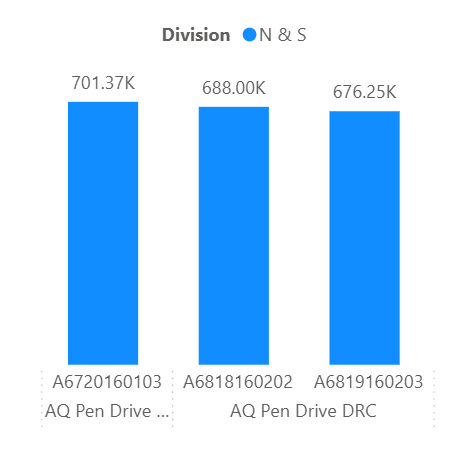 Division N & S
701.37K
688.00K
676.25K
A6720160103 A6818160202 A6819160203
AQ Pen Drive ... AQ Pen Drive DRC